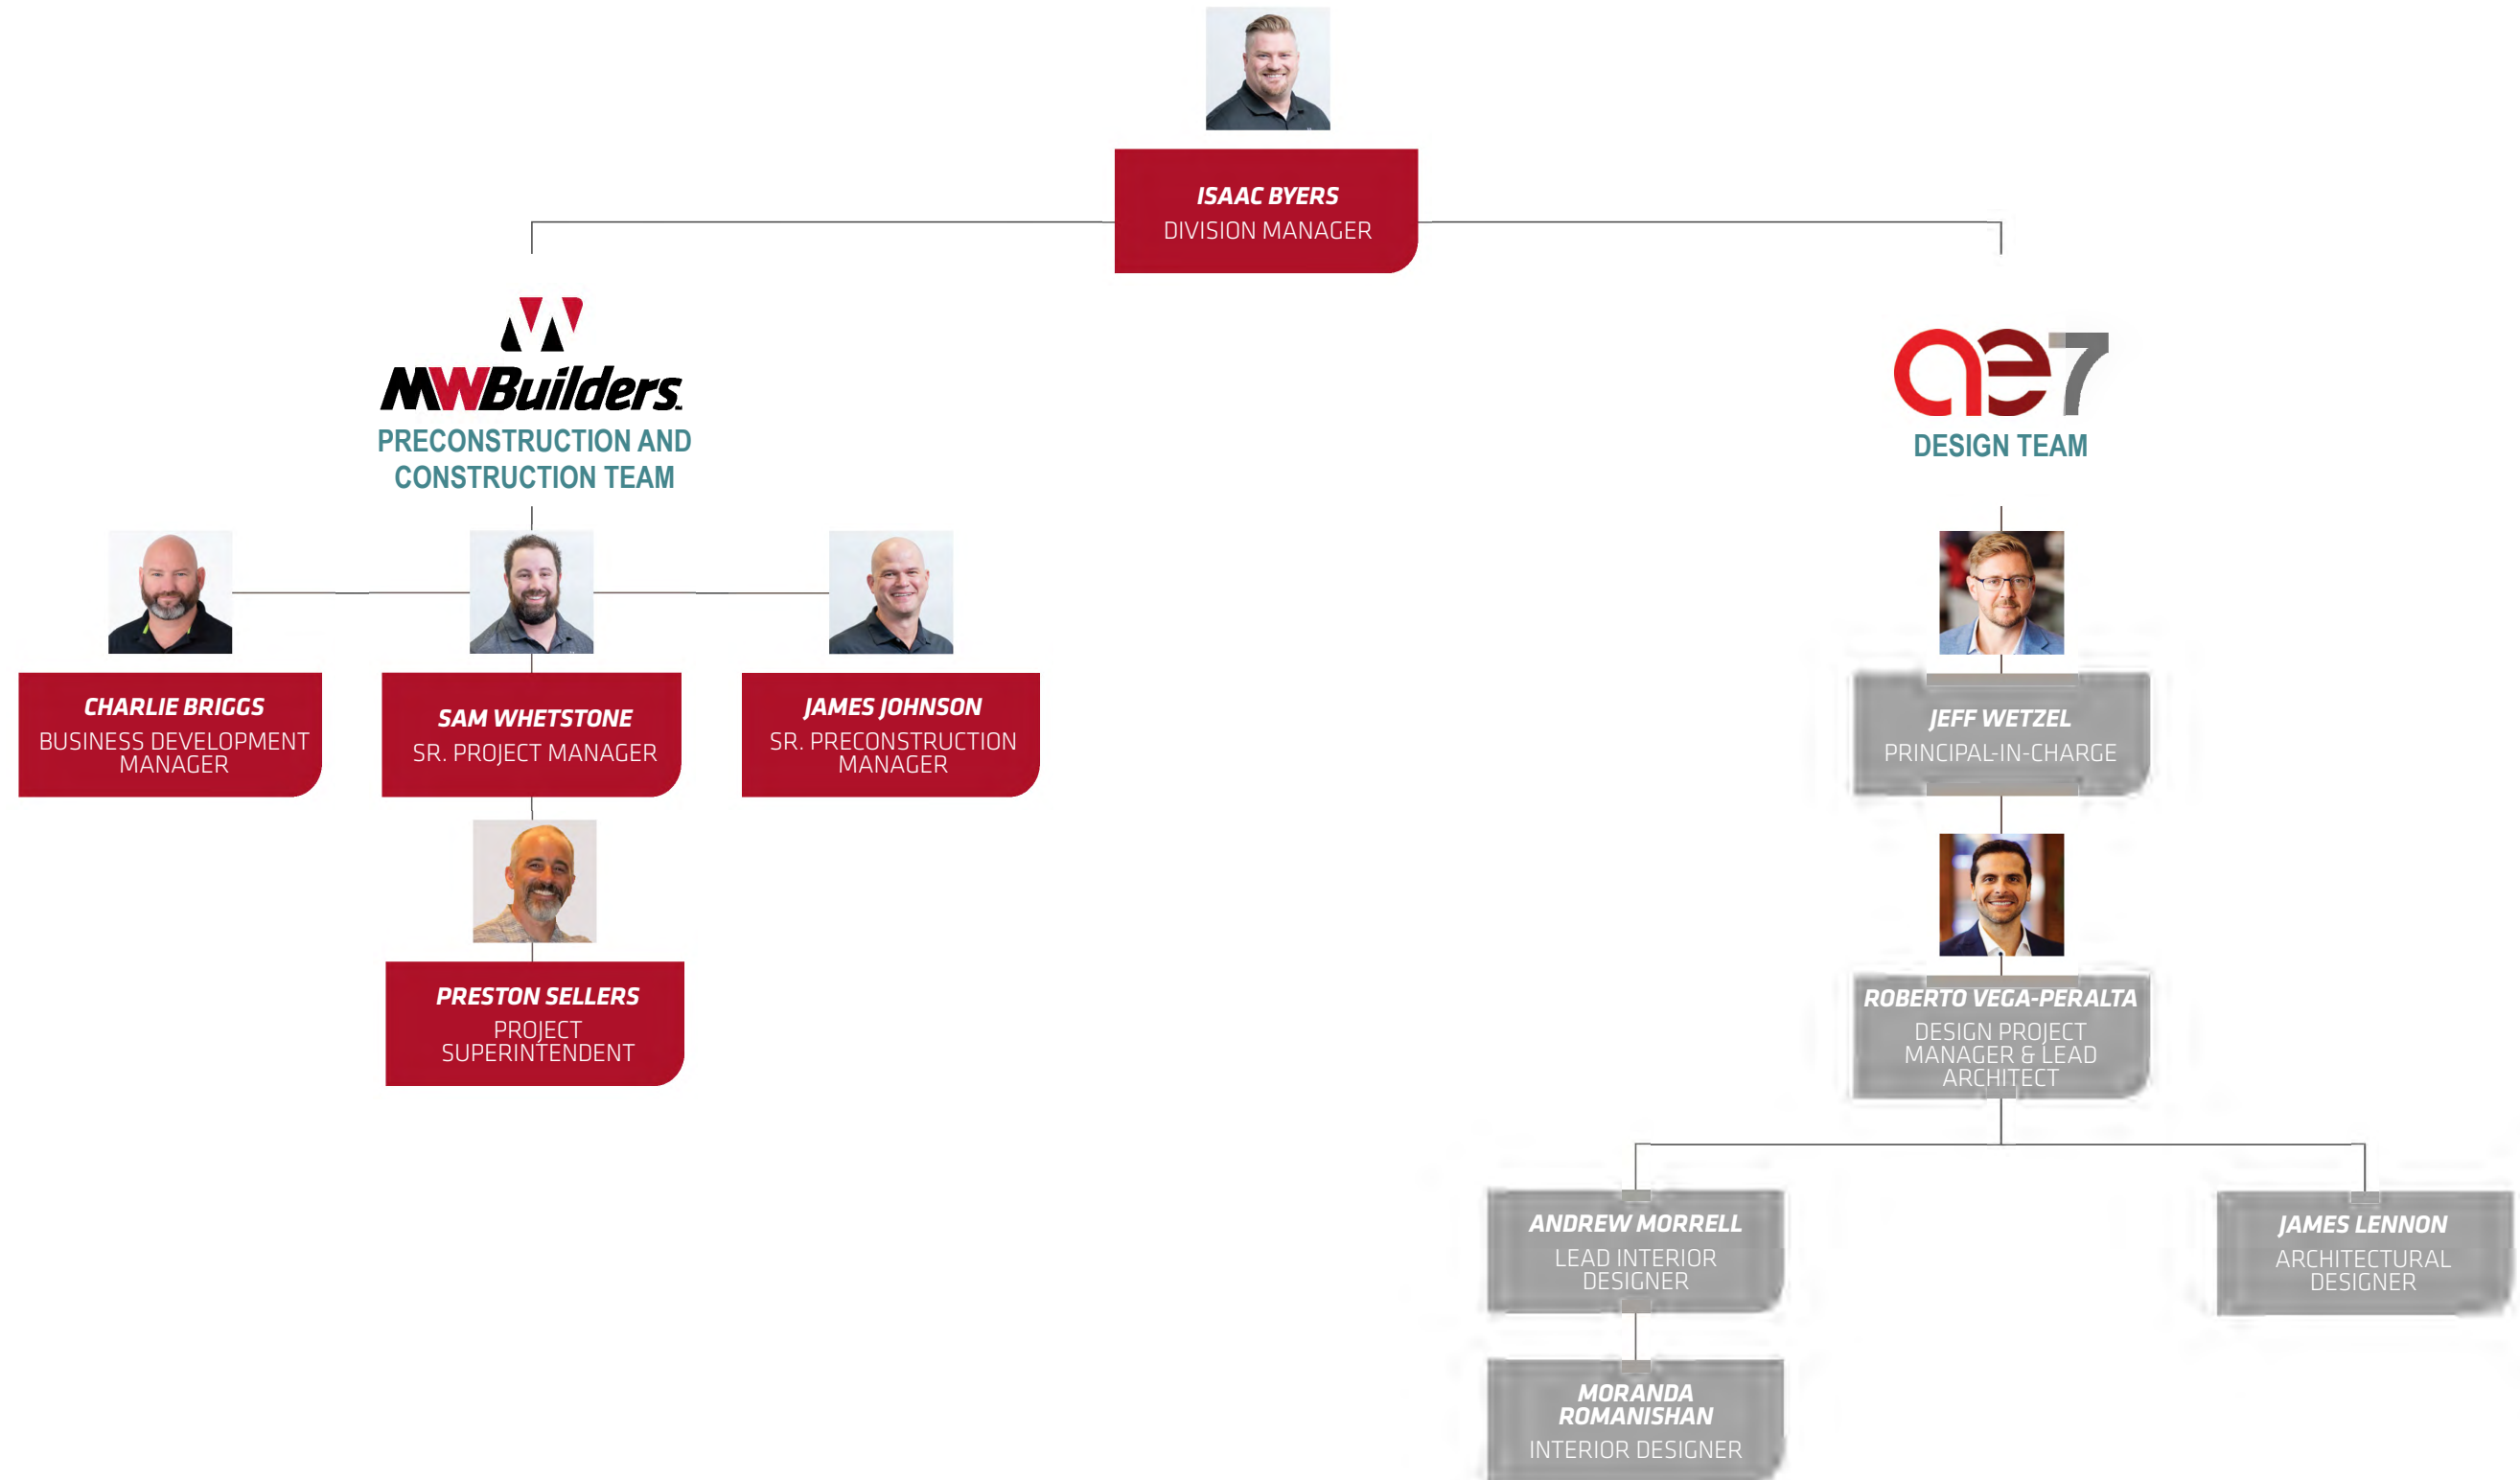 ISAAC BYERS
DIVISION MANAGER
MWBuilders
PRECONSTRUCTION AND
CONSTRUCTION TEAM
ae7
DESIGN TEAM
CHARLIE BRIGGS
BUSINESS DEVELOPMENT
MANAGER
SAM WHETSTONE
SR. PROJECT MANAGER
JAMES JOHNSON
SR. PRECONSTRUCTION
MANAGER
JEFF WETZEL
PRINCIPAL-IN-CHARGE
PRESTON SELLERS
PROJECT
SUPERINTENDENT
ROBERTO VEGA-PERALTA
DESIGN PROJECT
MANAGER & LEAD
ARCHITECT
ANDREW MORRELL
LEAD INTERIOR
DESIGNER
JAMES LENNON
ARCHITECTURAL
DESIGNER
MORANDA
ROMANISHAN
INTERIOR DESIGNER